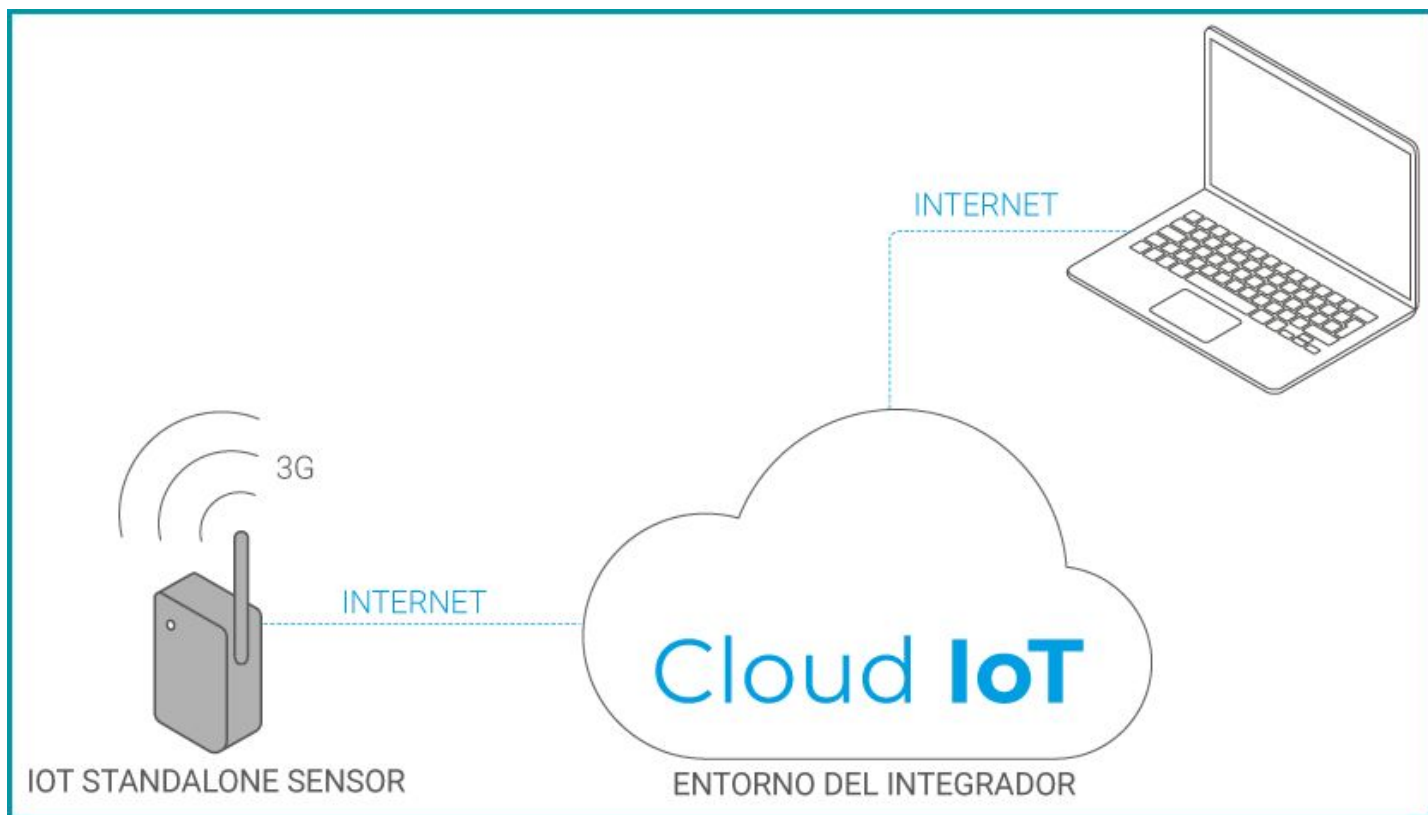 INTERNET
3G
INTERNET
Cloud IoT
IOT STANDALONE SENSOR
ENTORNO DEL INTEGRADOR